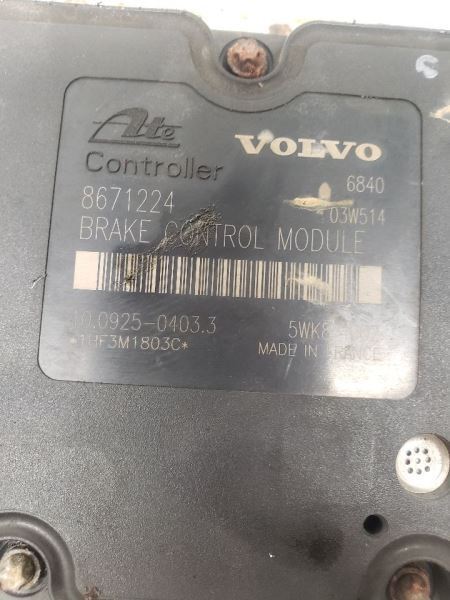 Ate
VOLVO
Controller
6840
8671224
03W514
BRAKE CONTROL MODULE
10.0925-0403.3
*1HF3M1803C*
MADE IN FRANCE